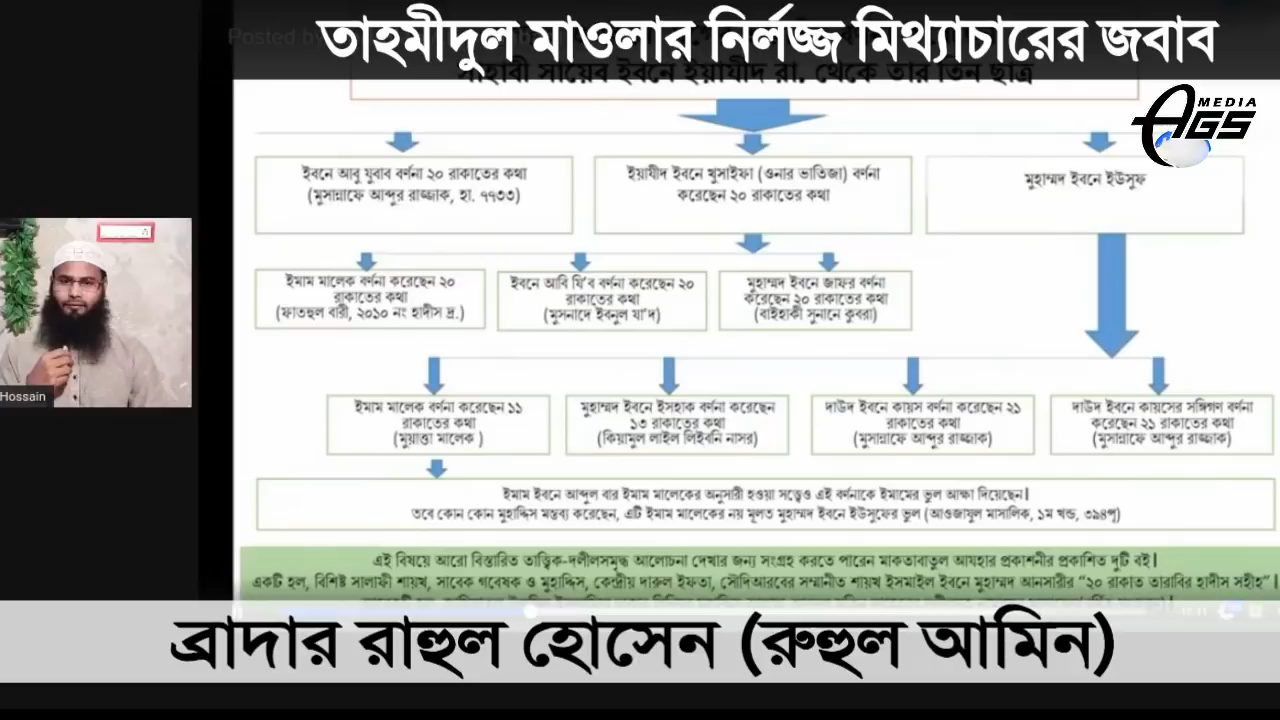 তাহমীদুল মাওলার নির্লজ্জ মিথ্যাচারের জবাব
Posted by
সাহাবী সায়েব ইবনে ইয়াযীদ রা. থেকে তার তিন ছাত্র
MEDIA
AGS
ইবনে আবু যুবাব বর্ণনা ২০ রাকাতের কথা
(মুসান্নাফে আব্দুর রাজ্জাক, হা. ৭৭৩৩)
ইয়াযীদ ইবনে খুসাইফা (ওনার ভাতিজা) বর্ণনা
করেছেন ২০ রাকাতের কথা
মুহাম্মদ ইবনে ইউসুফ
ইমাম মালেক বর্ণনা করেছেন ২০
রাকাতের কথা
(ফাতহুল বারী, ২০১০ নং হাদীস দ্র.)
ইবনে আবি যি'ব বর্ণনা করেছেন ২০
রাকাতের কথা
(মুসনাদে ইবনুল যা'দ)
মুহাম্মদ ইবনে জাফর বর্ণনা
করেছেন ২০ রাকাতের কথা
(বাইহাকী সুনানে কুবরা)
Hossain
ইমাম মালেক বর্ণনা করেছেন ১১
রাকাতের কথা
(মুয়াত্তা মালেক )
মুহাম্মদ ইবনে ইসহাক বর্ণনা করেছেন
১৩ রাকাতের কথা
(কিয়ামুল লাইল লিইবনি নাসর)
দাউদ ইবনে কায়স বর্ণনা করেছেন ২১
রাকাতের কথা
(মুসান্নাফে আব্দুর রাজ্জাক)
দাউদ ইবনে কায়সের সঙ্গিগণ বর্ণনা
করেছেন ২১ রাকাতের কথা
(মুসান্নাফে আব্দুর রাজ্জাক)
ইমাম ইবনে আব্দুল বার ইমাম মালেকের অনুসারী হওয়া সত্ত্বেও এই বর্ণনাকে ইমামের ভুল আক্ষা দিয়েছেন।
তবে কোন কোন মুহাদ্দিস মন্তব্য করেছেন, এটি ইমাম মালেকের নয় মূলত মুহাম্মদ ইবনে ইউসুফের ভুল (আওজাযুল মাসালিক, ১ম খন্ড, ৩৯৪পৃ)
এই বিষয়ে আরো বিস্তারিত তাত্ত্বিক-দলীলসমৃদ্ধ আলোচনা দেখার জন্য সংগ্রহ করতে পারেন মাকতাবাতুল আযহার প্রকাশনীর প্রকাশিত দুটি বই।
একটি হল, বিশিষ্ট সালাফী শায়খ, সাবেক গবেষক ও মুহাদ্দিস, কেন্দ্রীয় দারুল ইফতা, সৌদিআরবের সম্মানীত শায়খ ইসমাইল ইবনে মুহাম্মদ আনসারীর "২০ রাকাত তারাবির হাদীস সহীহ"।
ব্রাদার রাহুল হোসেন (রুহুল আমিন)